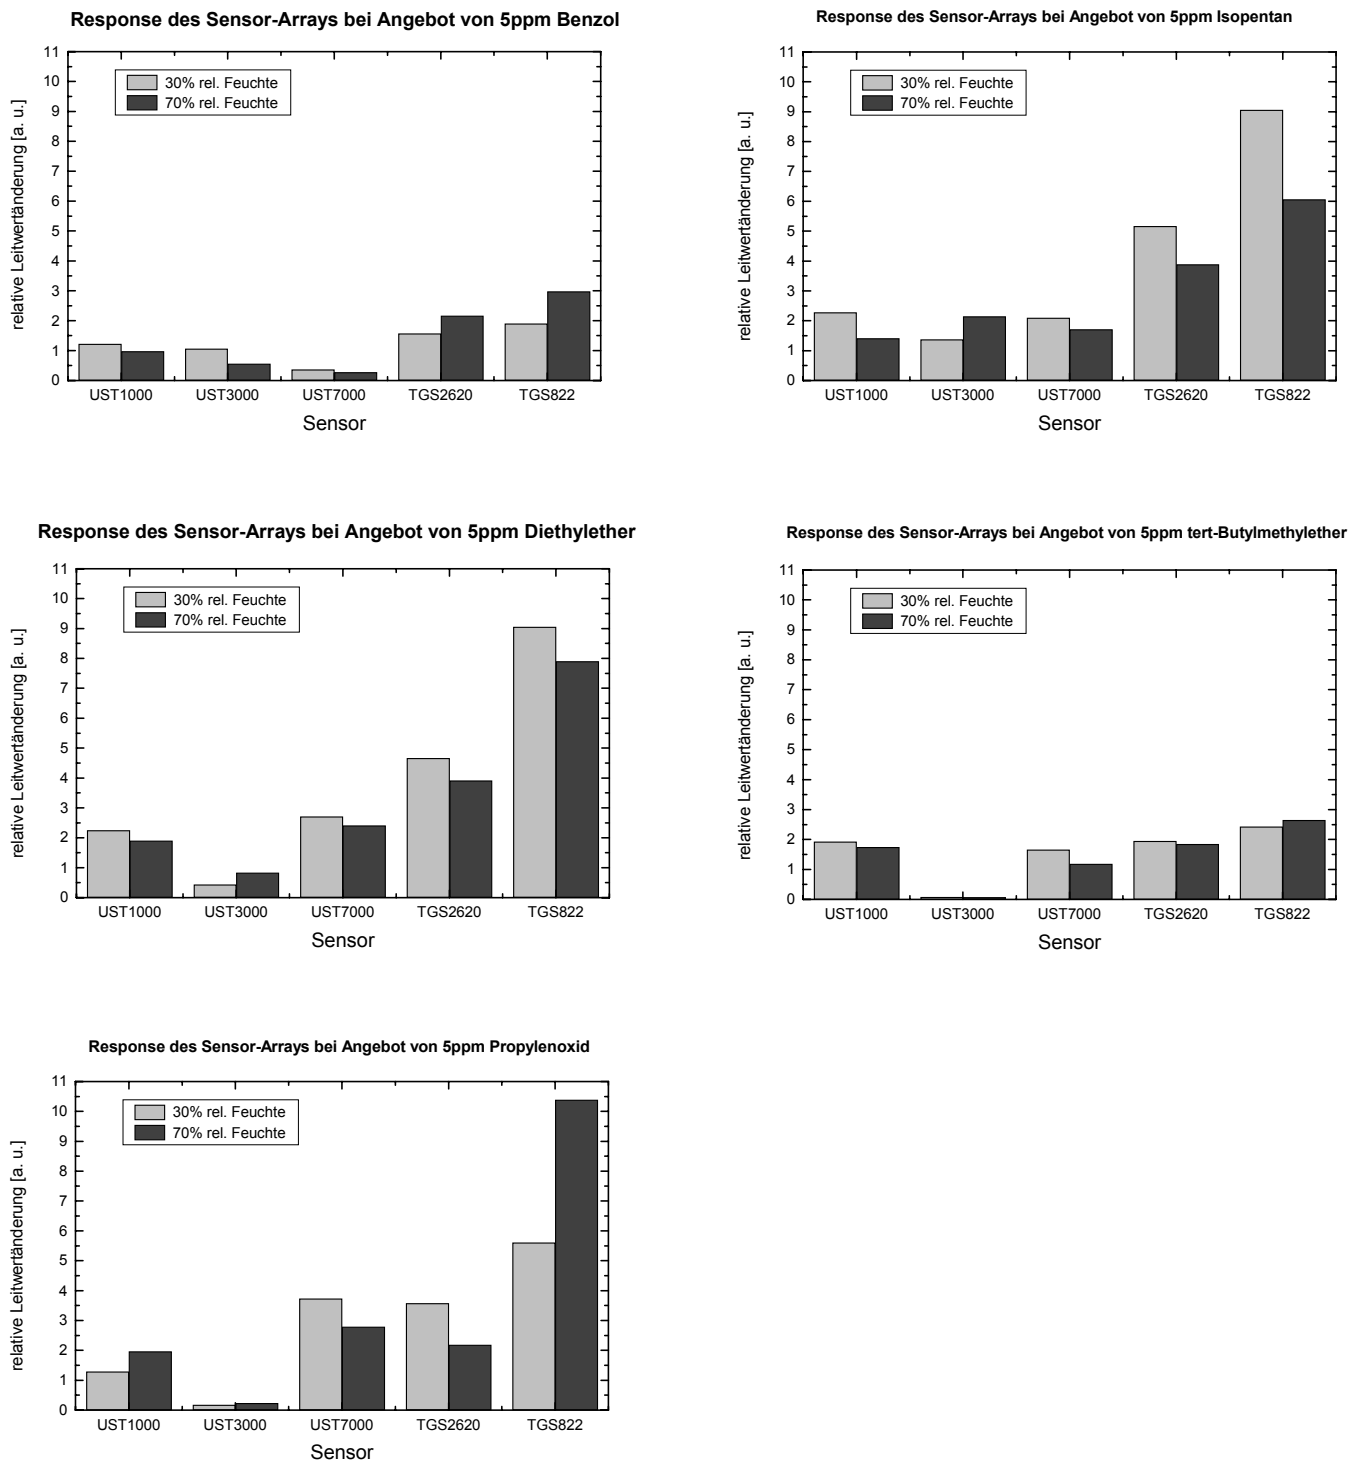 Response des Sensor-Arrays bei Angebot von 5ppm Benzol
relative Leitwertänderung [a. u.]
11
10
9
8
7
6
5
4
3
2
1
0
30% rel. Feuchte
70% rel. Feuchte
UST1000 UST3000 UST7000 TGS2620 TGS822
Sensor
Response des Sensor-Arrays bei Angebot von 5ppm Isopentan
relative Leitwertänderung [a. u.]
11
10
9
8
7
6
5
4
3
2
1
0
30% rel. Feuchte
70% rel. Feuchte
UST1000 UST3000 UST7000 TGS2620 TGS822
Sensor
Response des Sensor-Arrays bei Angebot von 5ppm Diethylether
relative Leitwertänderung [a. u.]
11
10
9
8
7
6
5
4
3
2
1
0
30% rel. Feuchte
70% rel. Feuchte
UST1000 UST3000 UST7000 TGS2620 TGS822
Sensor
Response des Sensor-Arrays bei Angebot von 5ppm tert-Butylmethylether
relative Leitwertänderung [a. u.]
11
10
9
8
7
6
5
4
3
2
1
0
30% rel. Feuchte
70% rel. Feuchte
UST1000 UST3000 UST7000 TGS2620 TGS822
Sensor
Response des Sensor-Arrays bei Angebot von 5ppm Propylenoxid
relative Leitwertänderung [a. u.]
11
10
9
8
7
6
5
4
3
2
1
0
30% rel. Feuchte
70% rel. Feuchte
UST1000 UST3000 UST7000 TGS2620 TGS822
Sensor